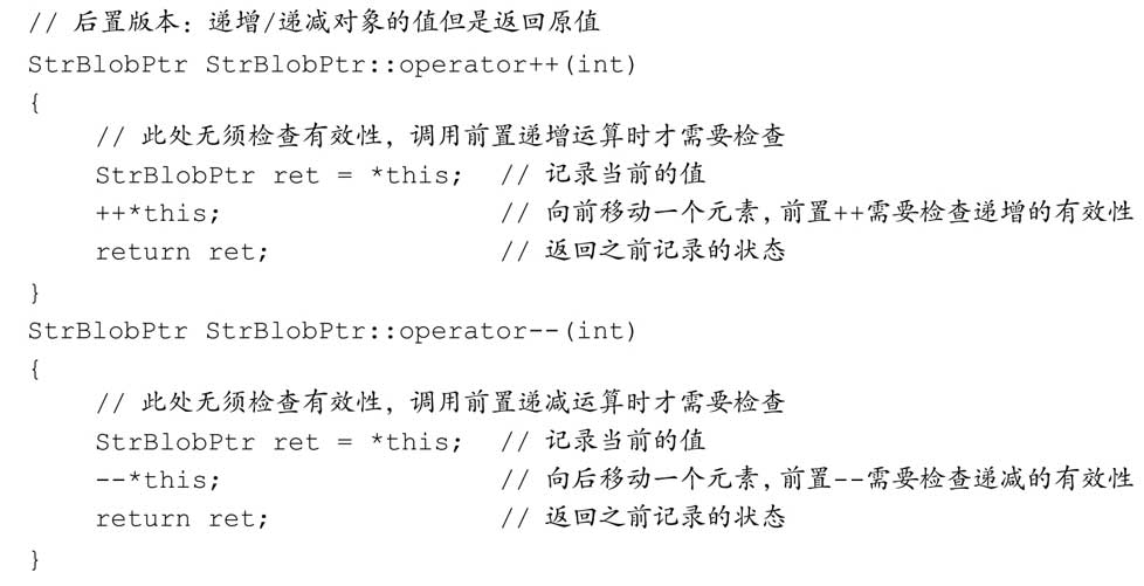 // 后置版本：递增/递减对象的值但是返回原值
StrBlobPtr StrBlobPtr::operator++(int)
{
    // 此处无须检查有效性，调用前置递增运算时才需要检查
    StrBlobPtr ret = *this;  // 记录当前的值
    ++*this;                 // 向前移动一个元素，前置++需要检查递增的有效性
    return ret;              // 返回之前记录的状态
}
StrBlobPtr StrBlobPtr::operator--(int)
{
    // 此处无须检查有效性，调用前置递减运算时才需要检查
    StrBlobPtr ret = *this;  // 记录当前的值
    --*this;                 // 向后移动一个元素，前置--需要检查递减的有效性
    return ret;              // 返回之前记录的状态
}